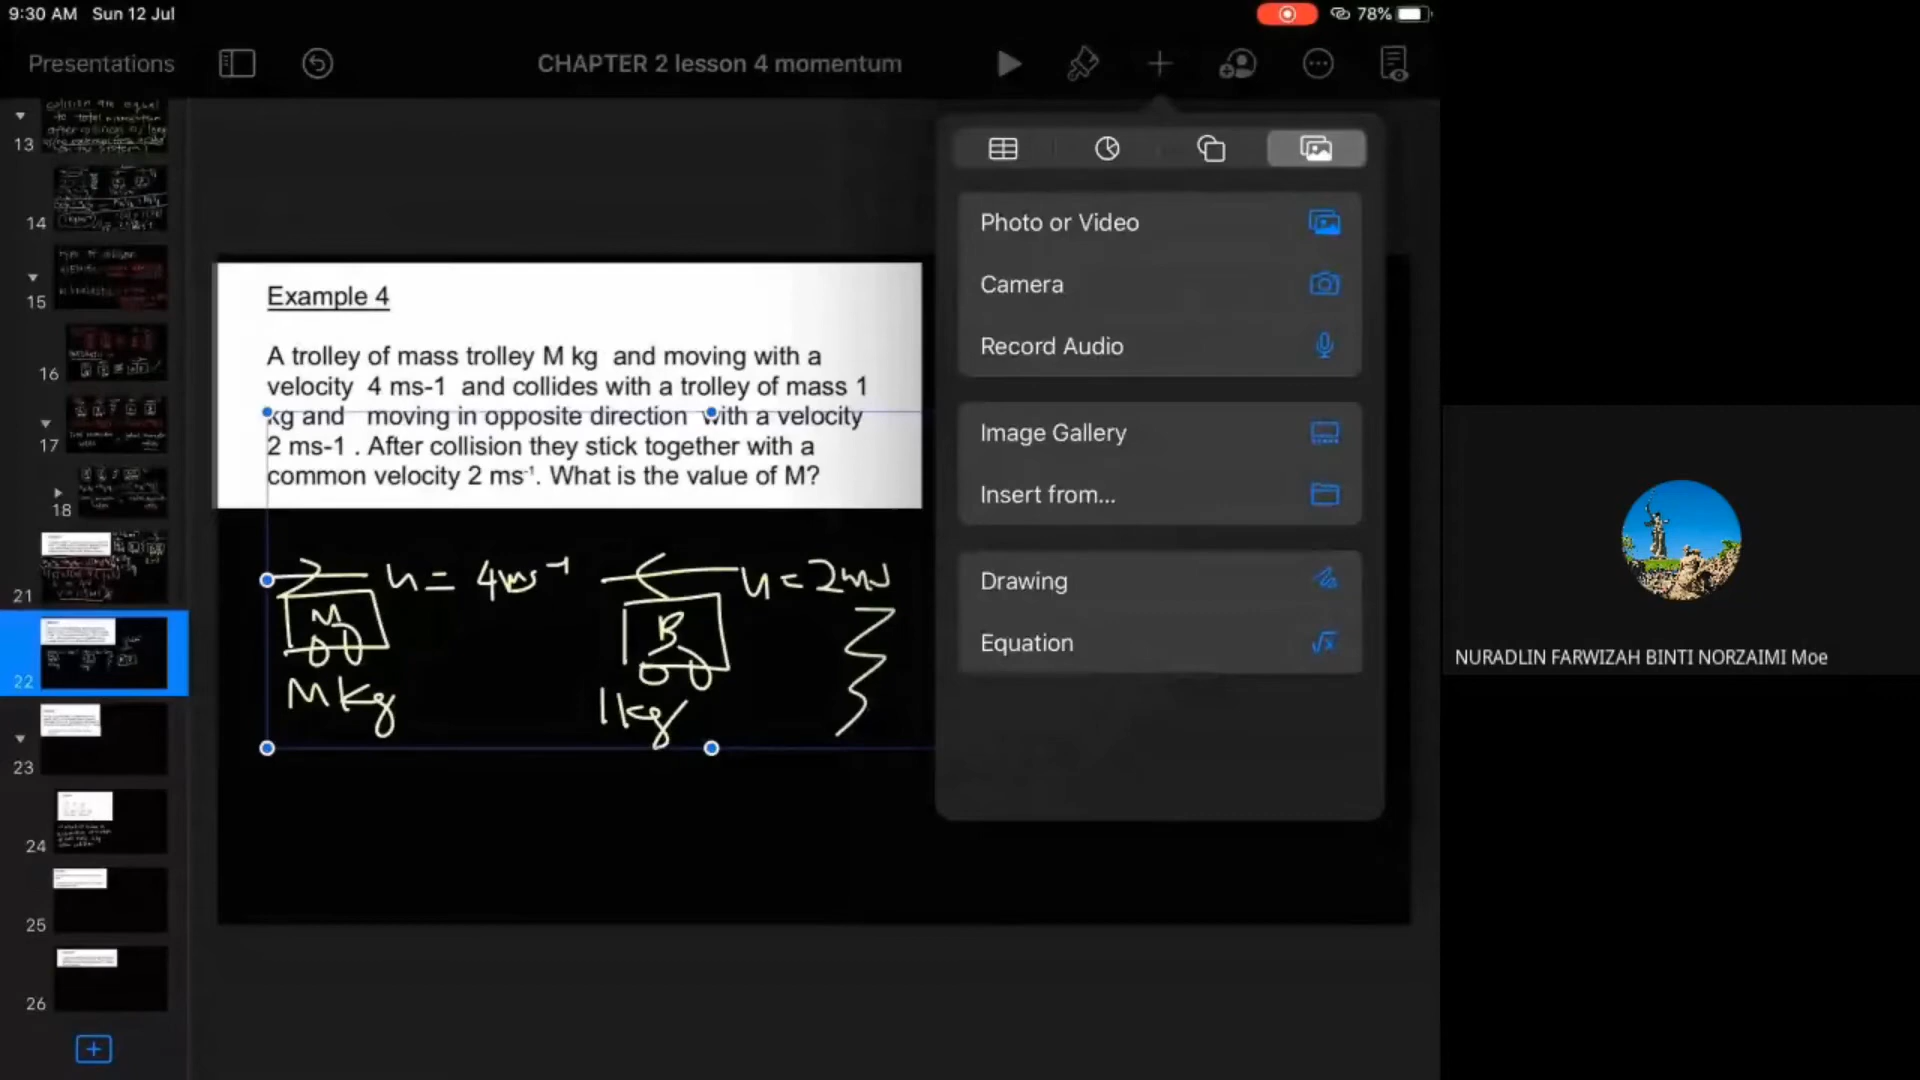 9:30 AM Sun 12 Jul
78%
Presentations
CHAPTER 2 lesson 4 momentum
13
14
15
16
17
18
21
22
23
24
25
26
Example 4
A trolley of mass trolley M kg and moving with a
velocity 4 ms-1 and collides with a trolley of mass 1
kg and moving in opposite direction with a velocity
2 ms-1 . After collision they stick together with a
common velocity 2 ms⁻¹. What is the value of M?
u = 4ms⁻¹
u = 2ms
M
B
M kg
1kg
Photo or Video
Camera
Record Audio
Image Gallery
Insert from...
Drawing
Equation
NURADLIN FARWIZAH BINTI NORZAIMI Moe